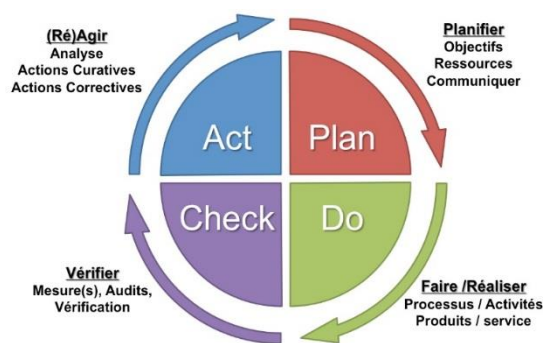 (Ré)Agir
Analyse
Actions Curatives
Actions Correctives
Planifier
Objectifs
Ressources
Communiquer
Act
Plan
Check
Do
Vérifier
Mesure(s), Audits,
Vérification
Faire /Réaliser
Processus / Activités
Produits / service